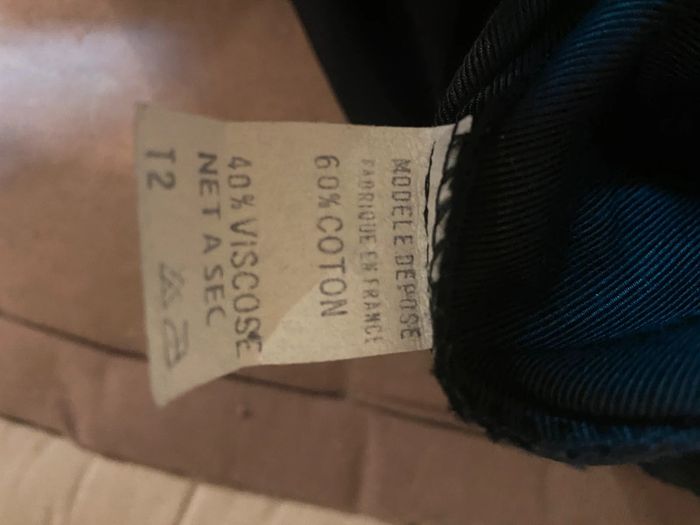 MODELE DEPOSE
FABRIQUE EN FRANCE
60% COTON
40% VISCOSE
NET A SEC
T2